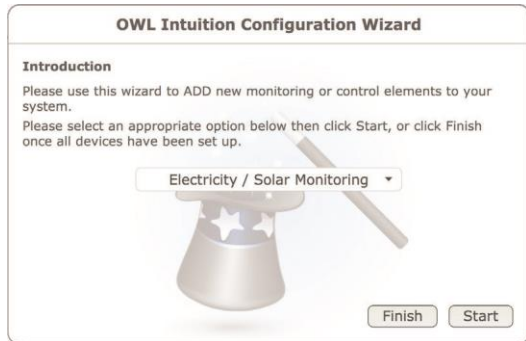 OWL Intuition Configuration Wizard
Introduction
Please use this wizard to ADD new monitoring or control elements to your
system.
Please select an appropriate option below then click Start, or click Finish
once all devices have been set up.
Electricity / Solar Monitoring
Finish Start